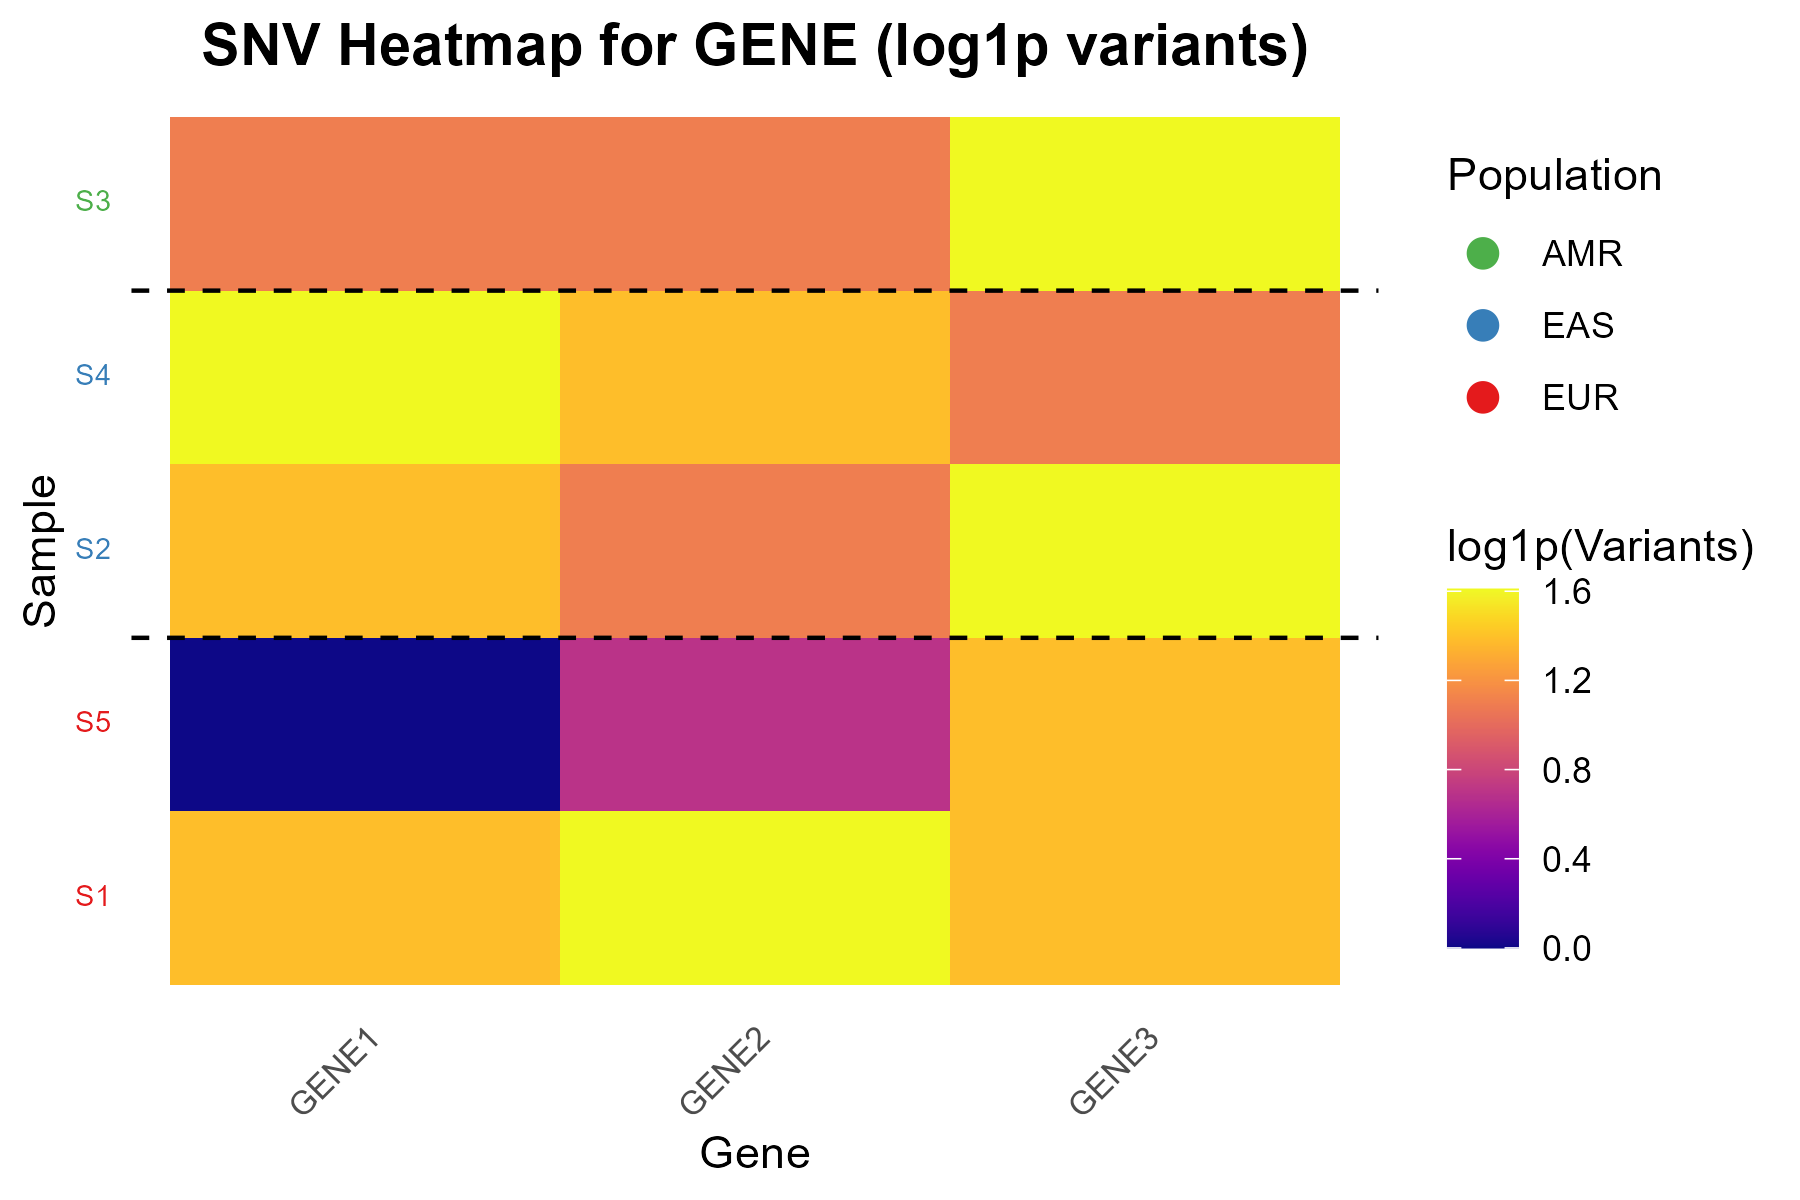 SNV Heatmap for GENE (log1p variants)
Sample
S3
S4
S2
S5
S1
GENE1
GENE2
GENE3
Gene
Population
AMR
EAS
EUR
log1p(Variants)
1.6
1.2
0.8
0.4
0.0